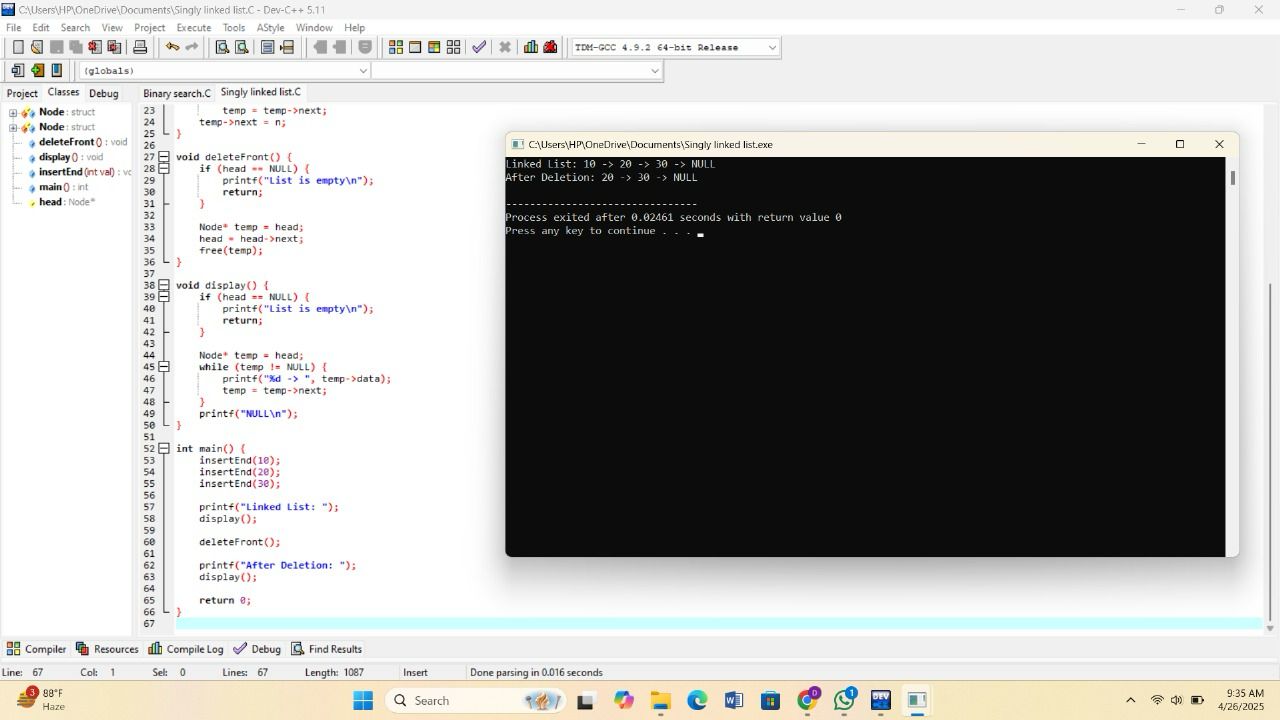 C:\Users\HP\OneDrive\Documents\Singly linked list.C - Dev-C++ 5.11
File Edit Search View Project Execute Tools AStyle Window Help
TDM-GCC 4.9.2 64-bit Release
(globals)
Project Classes Debug
Binary search.C Singly linked list.C
Node : struct
Node : struct
deleteFront () : void
display () : void
insertEnd (int val) : vo
main () : int
head : Node*
23 temp = temp->next;
24 temp->next = n;
25 }
26
27 void deleteFront() {
28 if (head == NULL) {
29 printf("List is empty\n");
30 return;
31 }
32
33 Node* temp = head;
34 head = head->next;
35 free(temp);
36 }
37
38 void display() {
39 if (head == NULL) {
40 printf("List is empty\n");
41 return;
42 }
43
44 Node* temp = head;
45 while (temp != NULL) {
46 printf("%d -> ", temp->data);
47 temp = temp->next;
48 }
49 printf("NULL\n");
50 }
51
52 int main() {
53 insertEnd(10);
54 insertEnd(20);
55 insertEnd(30);
56
57 printf("Linked List: ");
58 display();
59
60 deleteFront();
61
62 printf("After Deletion: ");
63 display();
64
65 return 0;
66 }
67
C:\Users\HP\OneDrive\Documents\Singly linked list.exe
Linked List: 10 -> 20 -> 30 -> NULL
After Deletion: 20 -> 30 -> NULL
--------------------------------
Process exited after 0.02461 seconds with return value 0
Press any key to continue . . .
Compiler Resources Compile Log Debug Find Results
Line: 67 Col: 1 Sel: 0 Lines: 67 Length: 1087 Insert Done parsing in 0.016 seconds
3
88°F
Haze
Search
D
1
DEV
9:35 AM
4/26/2025